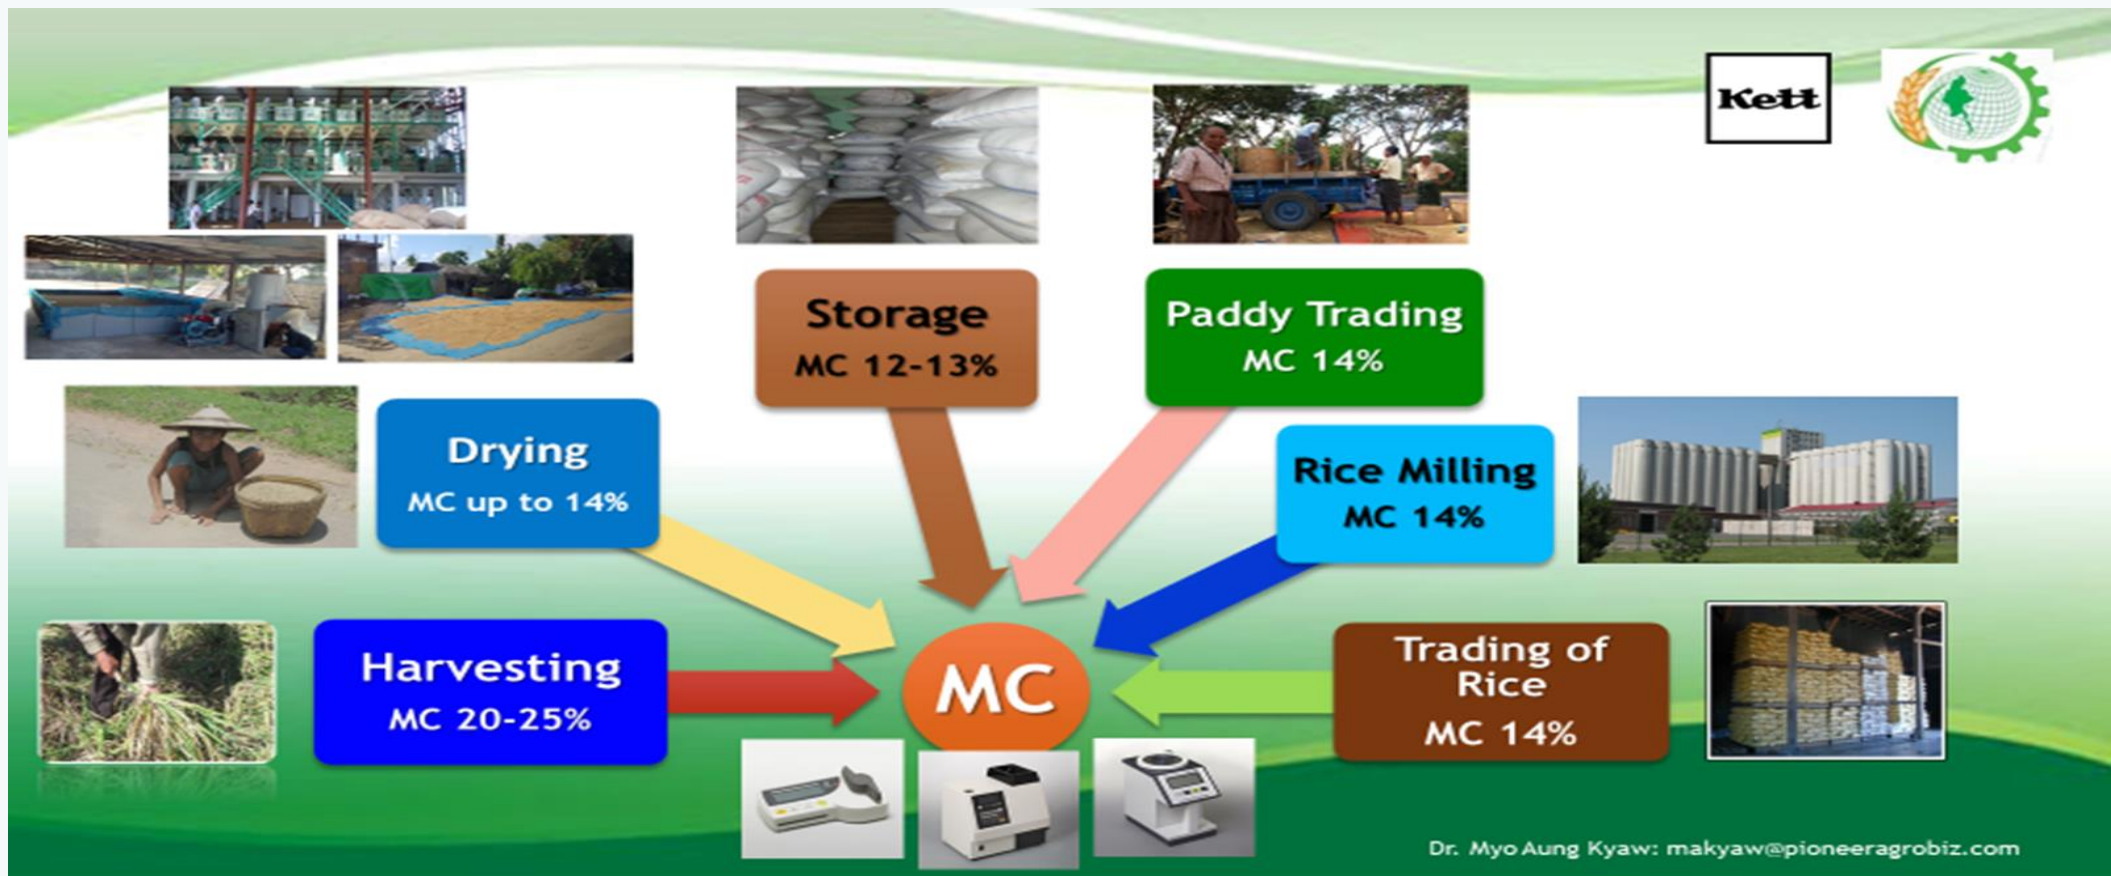 Kett
Storage
MC 12-13%
Paddy Trading
MC 14%
Drying
MC up to 14%
Rice Milling
MC 14%
Harvesting
MC 20-25%
MC
Trading of
Rice
MC 14%
Dr. Myo Aung Kyaw: makyaw@pioneeragrobiz.com